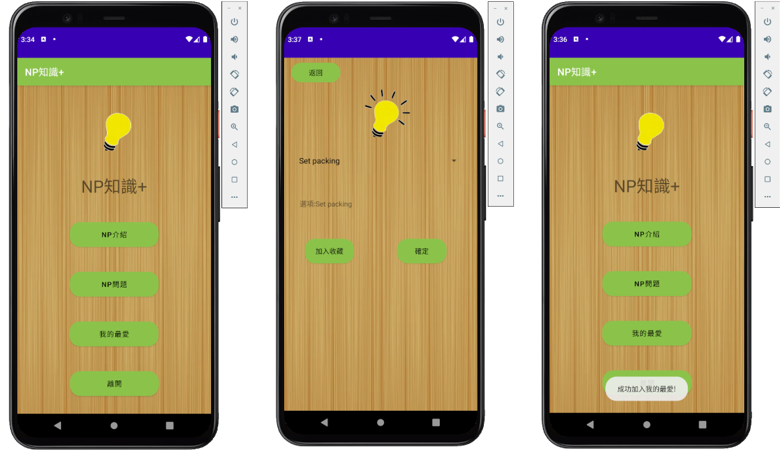 3:34
NP知識+
NP知識+
NP介紹
NP問題
我的最愛
離開
3:37
返回
Set packing
選項:Set packing
加入收藏
確定
3:36
NP知識+
NP知識+
NP介紹
NP問題
我的最愛
成功加入我的最愛!